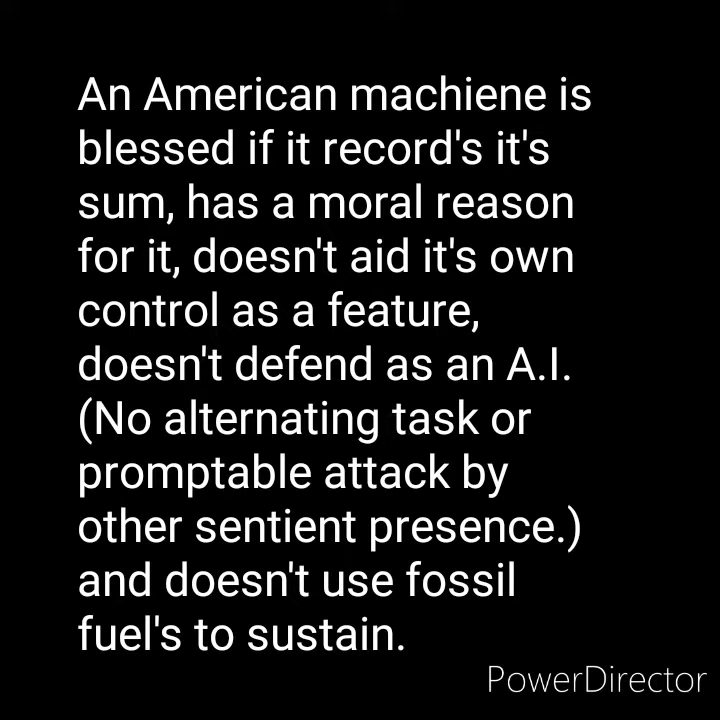 An American machiene is
blessed if it record's it's
sum, has a moral reason
for it, doesn't aid it's own
control as a feature,
doesn't defend as an A.I.
(No alternating task or
promptable attack by
other sentient presence.)
and doesn't use fossil
fuel's to sustain.
PowerDirector